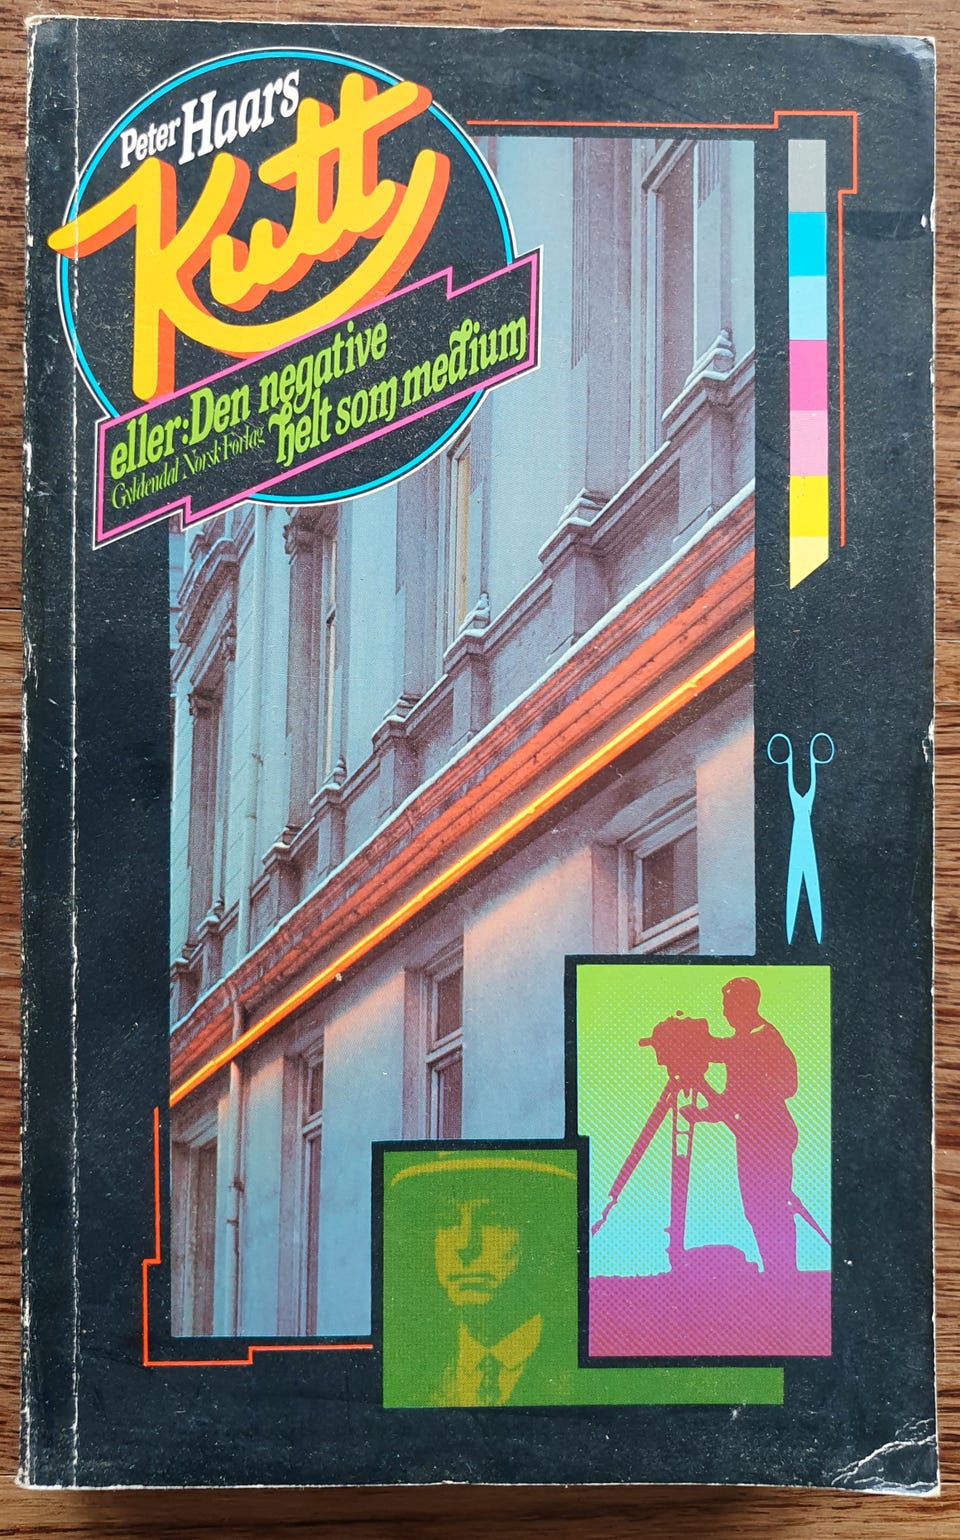 Peter Haars
Kutt
eller: Den negative
helt som medium
Gyldendal Norsk Forlag